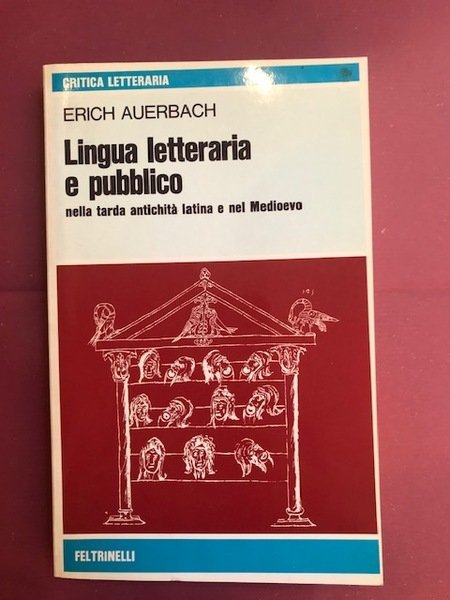 CRITICA LETTERARIA
ERICH AUERBACH
Lingua letteraria
e pubblico
nella tarda antichità latina e nel Medioevo
FELTRINELLI